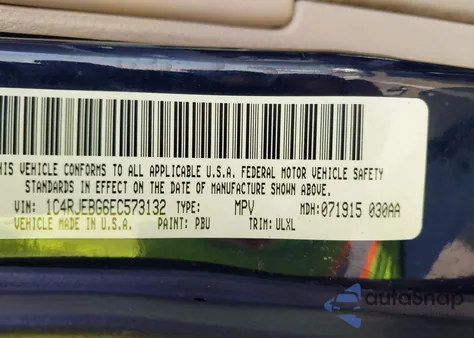 THIS VEHICLE CONFORMS TO ALL APPLICABLE U.S.A. FEDERAL MOTOR VEHICLE SAFETY
STANDARDS IN EFFECT ON THE DATE OF MANUFACTURE SHOWN ABOVE.
VIN: 1C4RJEBG6EC573132 TYPE: MPV MDH: 071915 030AA
VEHICLE MADE IN U.S.A. PAINT: PBU TRIM: ULXL
autoSnap